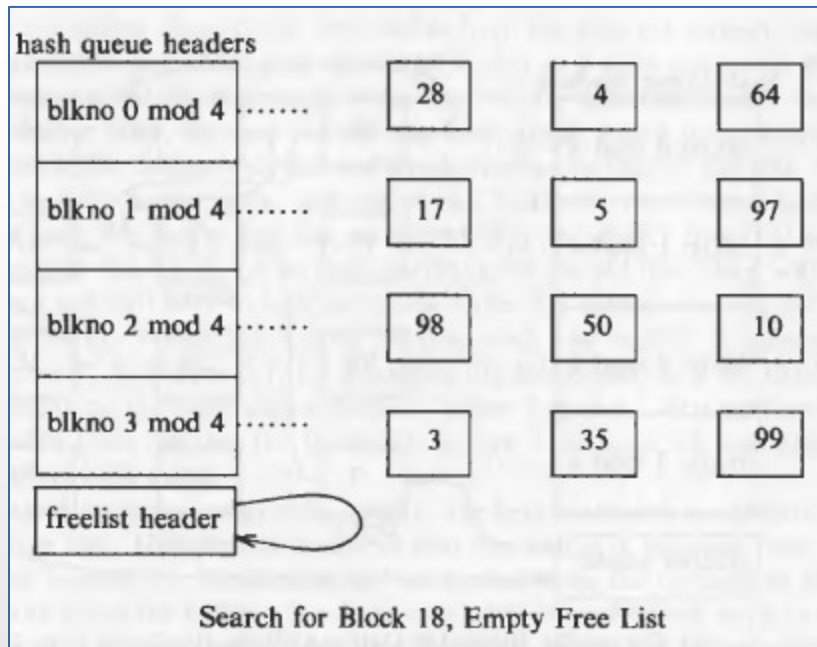 hash queue headers
blkno 0 mod 4 ...... 28 4 64
blkno 1 mod 4 ...... 17 5 97
blkno 2 mod 4 ...... 98 50 10
blkno 3 mod 4 ...... 3 35 99
freelist header
Search for Block 18, Empty Free List